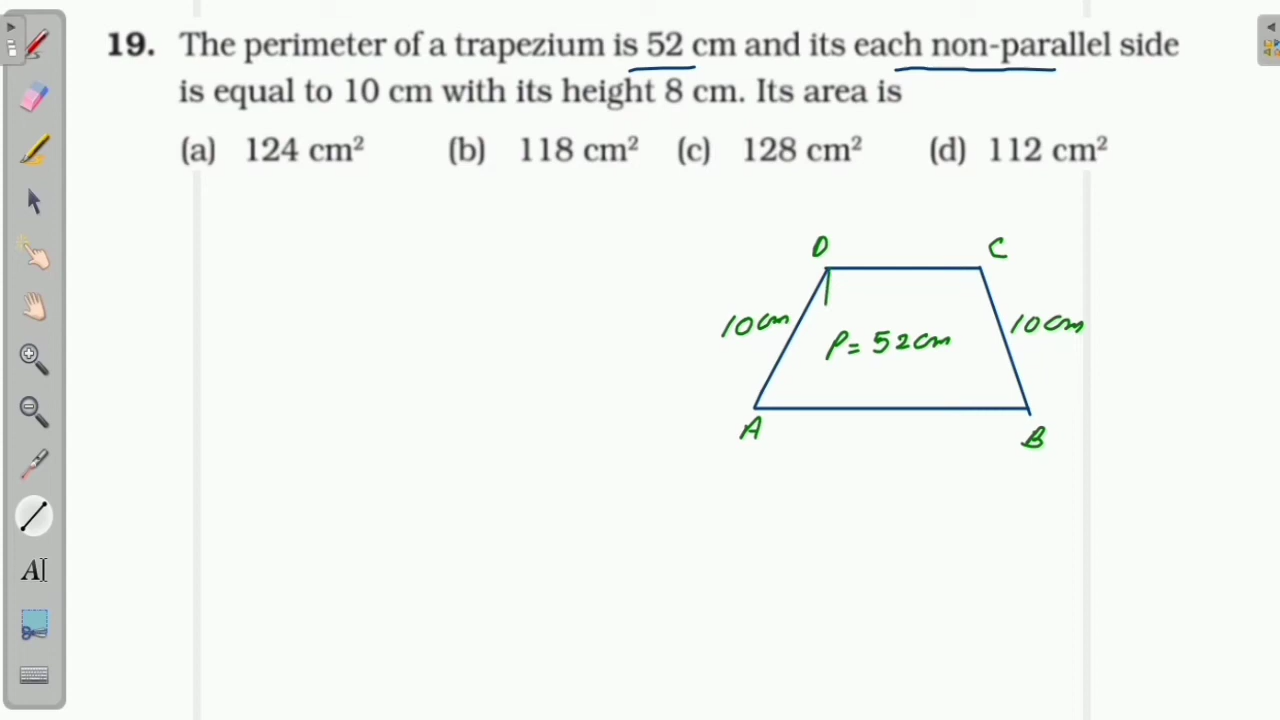 19. The perimeter of a trapezium is 52 cm and its each non-parallel side
is equal to 10 cm with its height 8 cm. Its area is
(a) 124 cm² (b) 118 cm² (c) 128 cm² (d) 112 cm²
D C
10cm P = 52cm 10cm
A B
AI